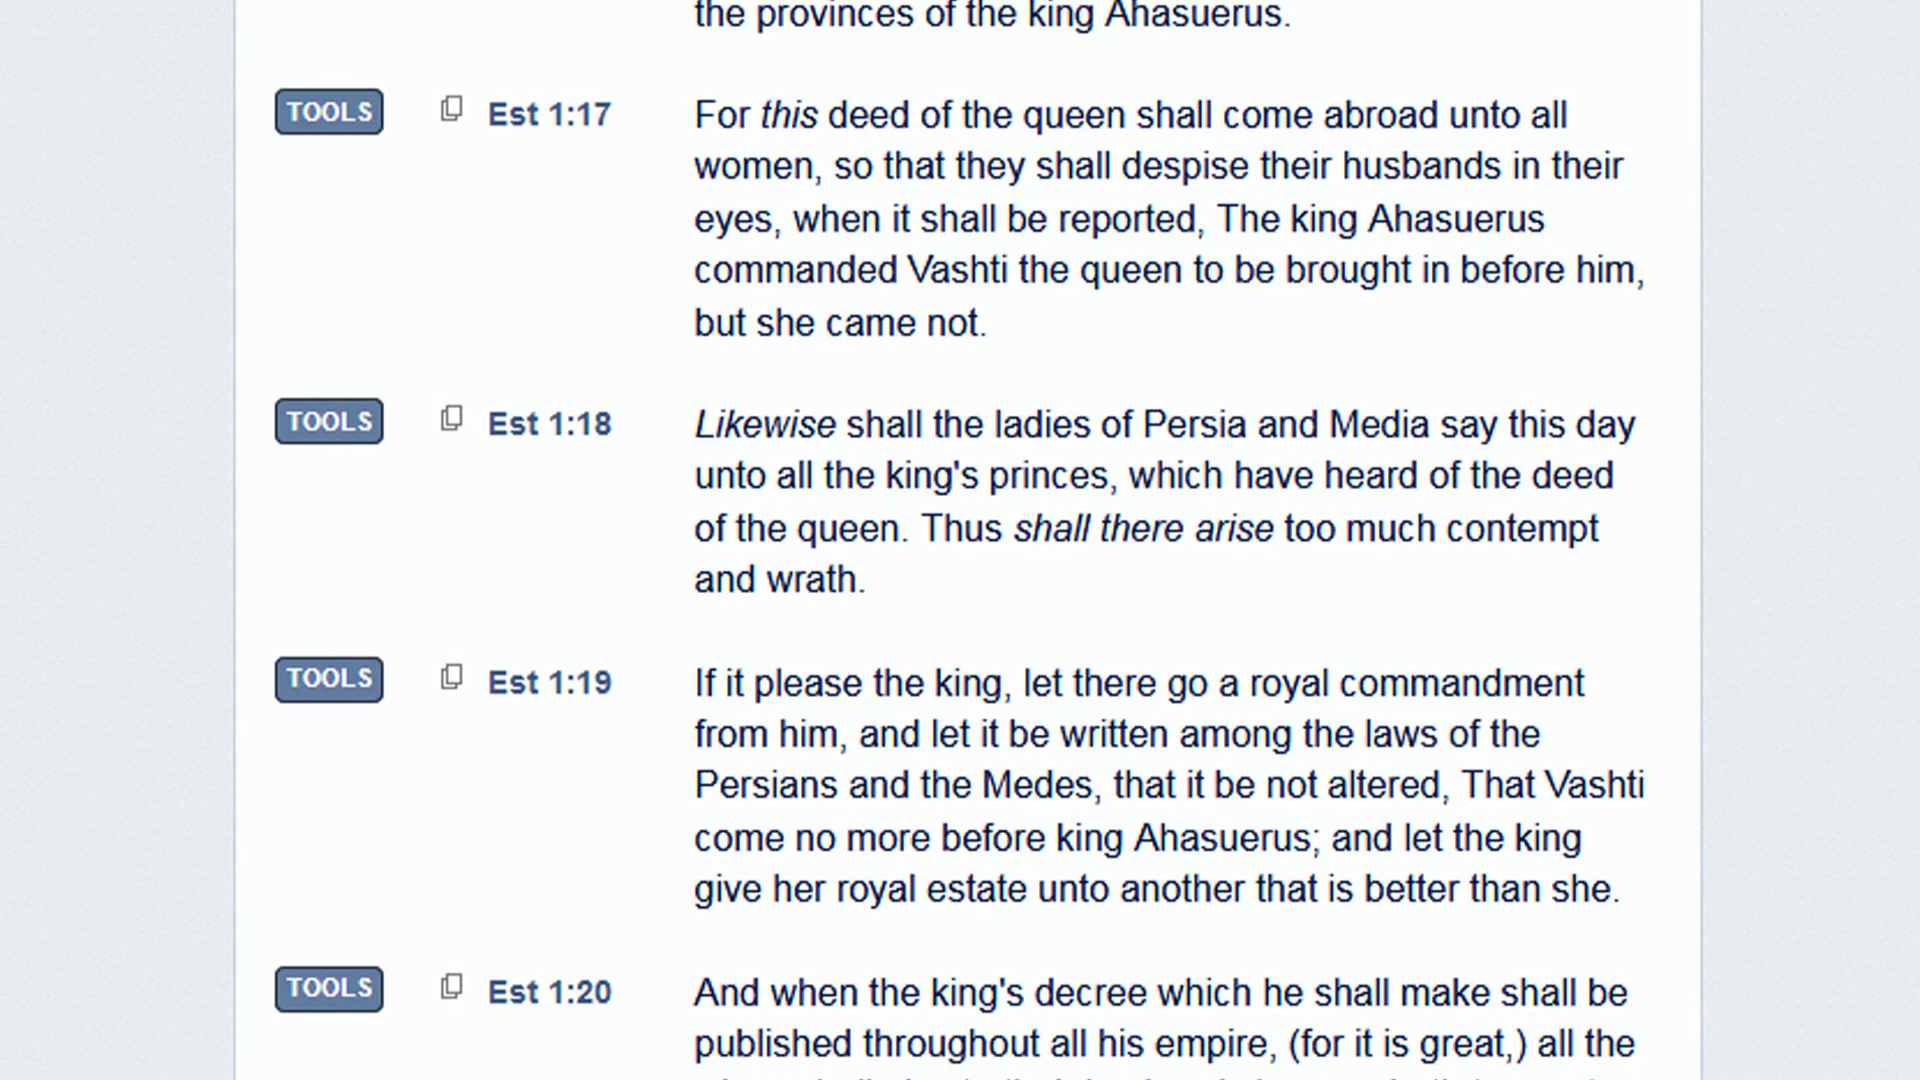 the provinces of the king Ahasuerus.
TOOLS Est 1:17 For this deed of the queen shall come abroad unto all
women, so that they shall despise their husbands in their
eyes, when it shall be reported, The king Ahasuerus
commanded Vashti the queen to be brought in before him,
but she came not.
TOOLS Est 1:18 Likewise shall the ladies of Persia and Media say this day
unto all the king's princes, which have heard of the deed
of the queen. Thus shall there arise too much contempt
and wrath.
TOOLS Est 1:19 If it please the king, let there go a royal commandment
from him, and let it be written among the laws of the
Persians and the Medes, that it be not altered, That Vashti
come no more before king Ahasuerus; and let the king
give her royal estate unto another that is better than she.
TOOLS Est 1:20 And when the king's decree which he shall make shall be
published throughout all his empire, (for it is great,) all the